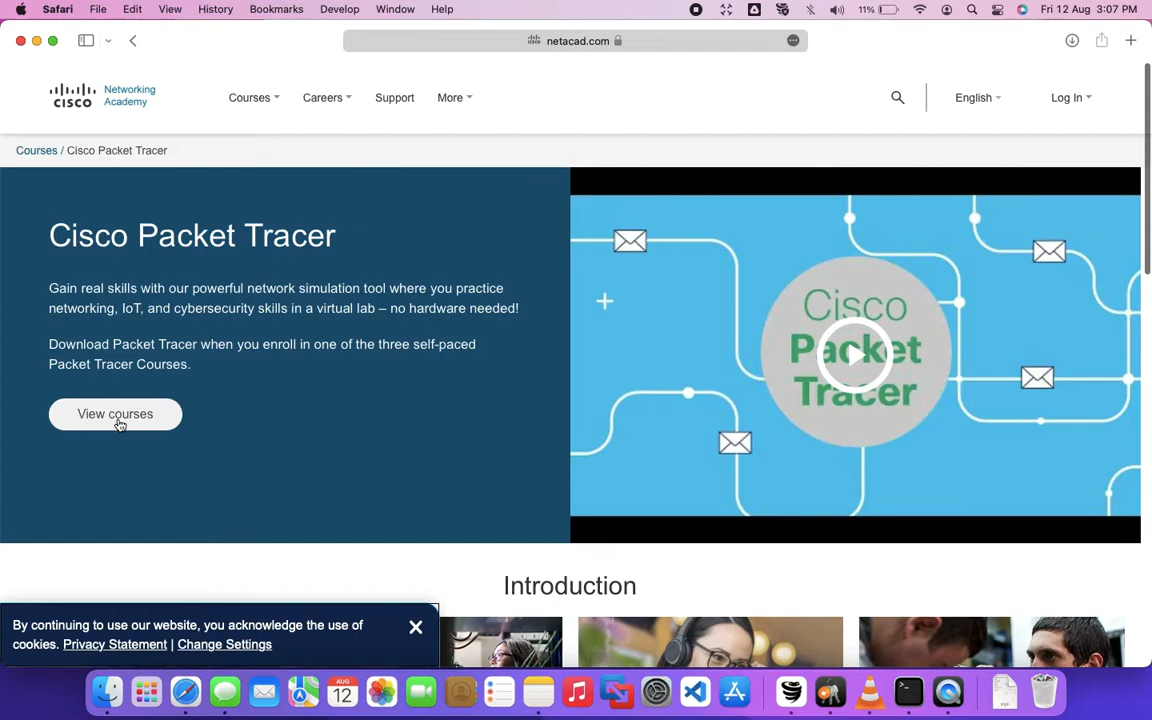 Safari File Edit View History Bookmarks Develop Window Help 11% Fri 12 Aug 3:07 PM
netacad.com
CISCO Networking Academy
Courses Careers Support More English Log In
Courses / Cisco Packet Tracer
Cisco Packet Tracer
Gain real skills with our powerful network simulation tool where you practice
networking, IoT, and cybersecurity skills in a virtual lab – no hardware needed!
Download Packet Tracer when you enroll in one of the three self-paced
Packet Tracer Courses.
View courses
Cisco
Packet
Tracer
Introduction
By continuing to use our website, you acknowledge the use of
cookies. Privacy Statement | Change Settings
AUG
12
PDF